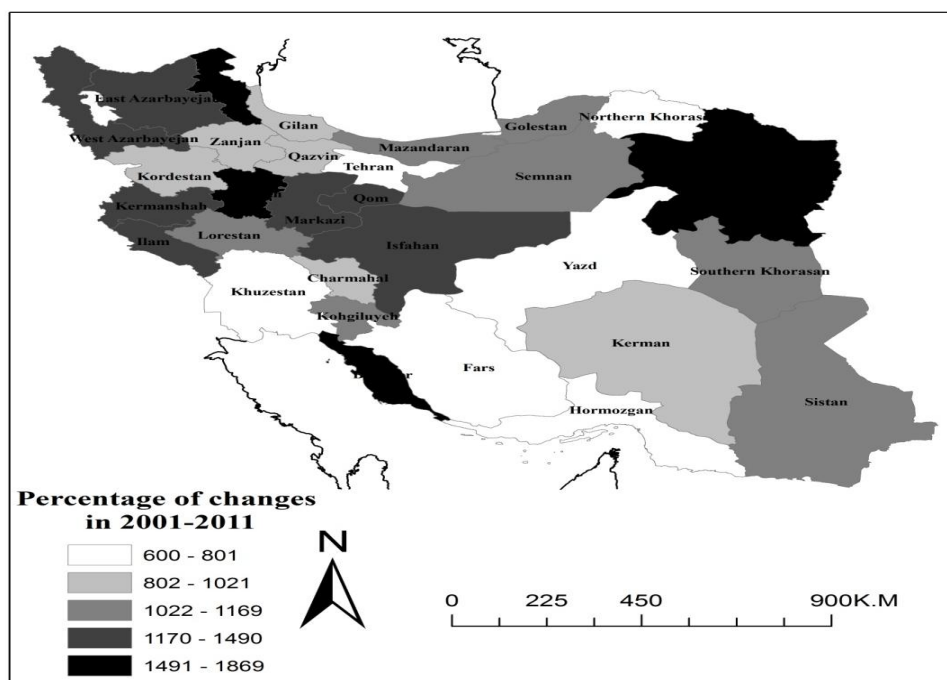 East Azarbayejan
West Azarbayejan
Gilan
Zanjan
Qazvin
Mazandaran
Golestan
Northern Khoras
Tehran
Semnan
Kordestan
Kermanshah
Qom
Markazi
Ilam
Lorestan
Isfahan
Yazd
Southern Khorasan
Charmahal
Khuzestan
Kohgiluyeh
Kerman
Fars
Hormozgan
Sistan
Percentage of changes
in 2001-2011
600 - 801
802 - 1021
1022 - 1169
1170 - 1490
1491 - 1869
N
0 225 450 900K.M